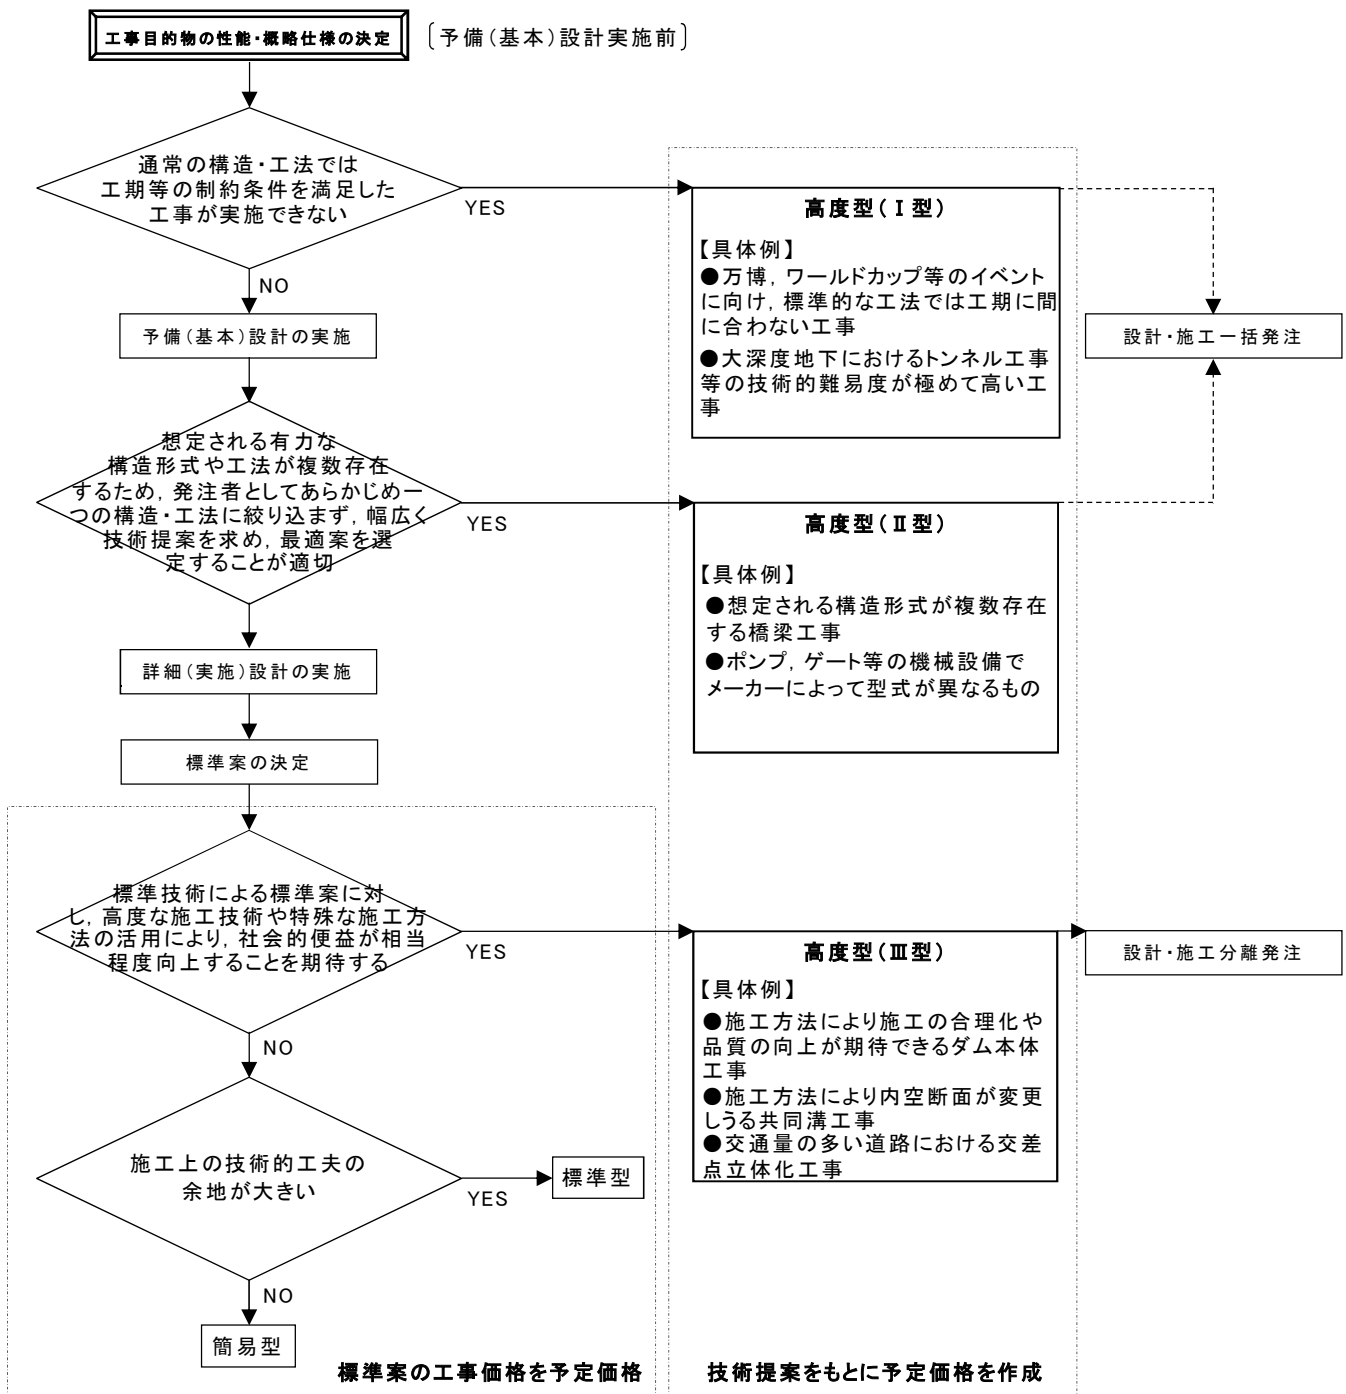 工事目的物の性能・概略仕様の決定
〔予備(基本)設計実施前〕
通常の構造・工法では
工期等の制約条件を満足した
工事が実施できない
YES
NO
高度型(Ⅰ型)
【具体例】
●万博,ワールドカップ等のイベント
に向け,標準的な工法では工期に間
に合わない工事
●大深度地下におけるトンネル工事
等の技術的難易度が極めて高い工
事
設計・施工一括発注
予備(基本)設計の実施
想定される有力な
構造形式や工法が複数存在
するため,発注者としてあらかじめ一
つの構造・工法に絞り込まず,幅広く
技術提案を求め,最適案を選
定することが適切
YES
高度型(Ⅱ型)
【具体例】
●想定される構造形式が複数存在
する橋梁工事
●ポンプ,ゲート等の機械設備で
メーカーによって型式が異なるもの
詳細(実施)設計の実施
標準案の決定
標準技術による標準案に対
し,高度な施工技術や特殊な施工方
法の活用により,社会的便益が相当
程度向上することを期待する
YES
NO
高度型(Ⅲ型)
【具体例】
●施工方法により施工の合理化や
品質の向上が期待できるダム本体
工事
●施工方法により内空断面が変更
しうる共同溝工事
●交通量の多い道路における交差
点立体化工事
設計・施工分離発注
施工上の技術的工夫の
余地が大きい
YES
標準型
NO
簡易型
標準案の工事価格を予定価格
技術提案をもとに予定価格を作成